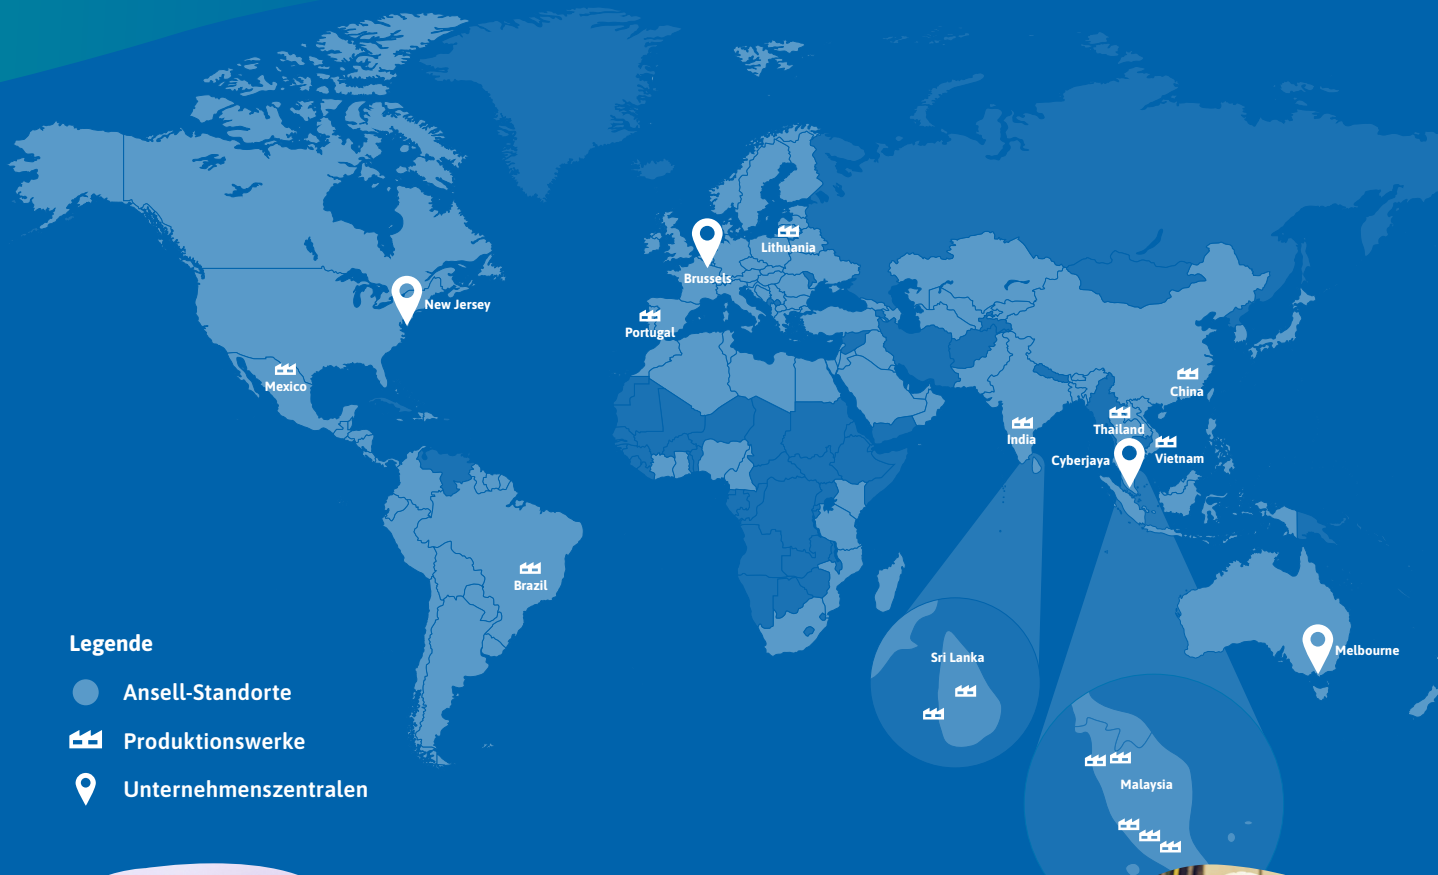 Lithuania
Brussels
New Jersey
Portugal
Mexico
China
Thailand
India
Cyberjaya
Vietnam
Brazil
Legende
Melbourne
Sri Lanka
Ansell-Standorte
Produktionswerke
Malaysia
Unternehmenszentralen